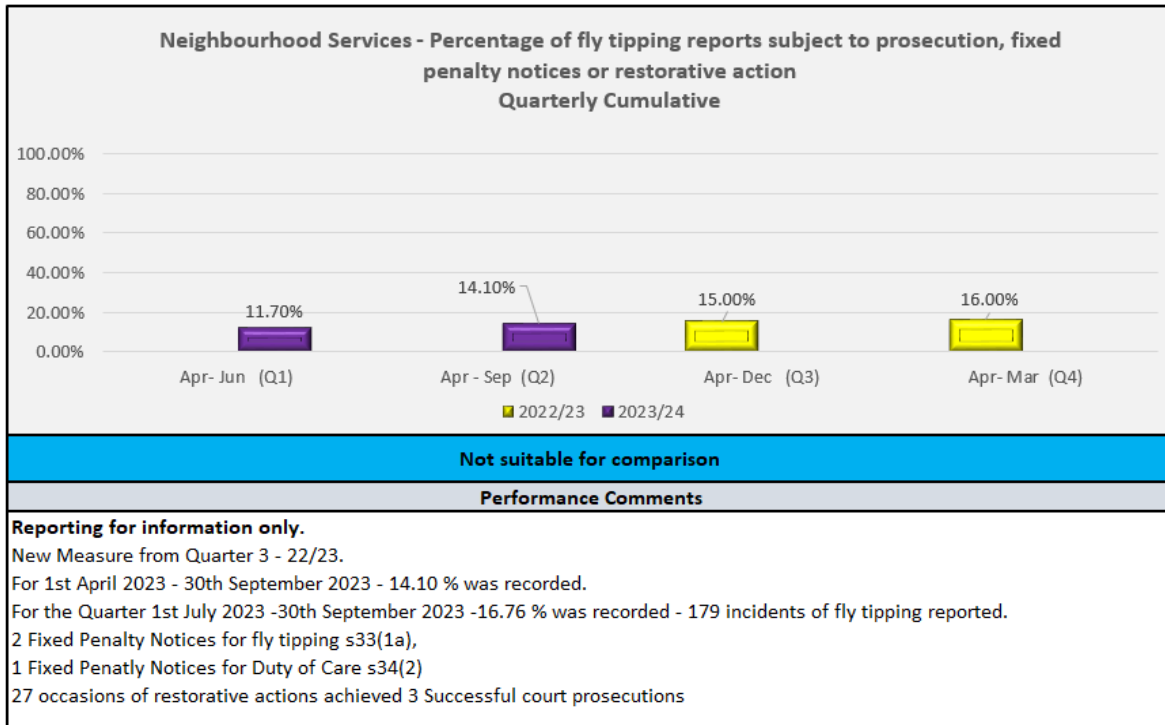 Neighbourhood Services - Percentage of fly tipping reports subject to prosecution, fixed
penalty notices or restorative action
Quarterly Cumulative
100.00%
80.00%
60.00%
40.00%
20.00%
0.00%
11.70%
14.10%
15.00%
16.00%
Apr- Jun (Q1)
Apr - Sep (Q2)
Apr- Dec (Q3)
Apr- Mar (Q4)
2022/23 2023/24
Not suitable for comparison
Performance Comments
Reporting for information only.
New Measure from Quarter 3 - 22/23.
For 1st April 2023 - 30th September 2023 - 14.10 % was recorded.
For the Quarter 1st July 2023 -30th September 2023 -16.76 % was recorded - 179 incidents of fly tipping reported.
2 Fixed Penalty Notices for fly tipping s33(1a),
1 Fixed Penatly Notices for Duty of Care s34(2)
27 occasions of restorative actions achieved 3 Successful court prosecutions